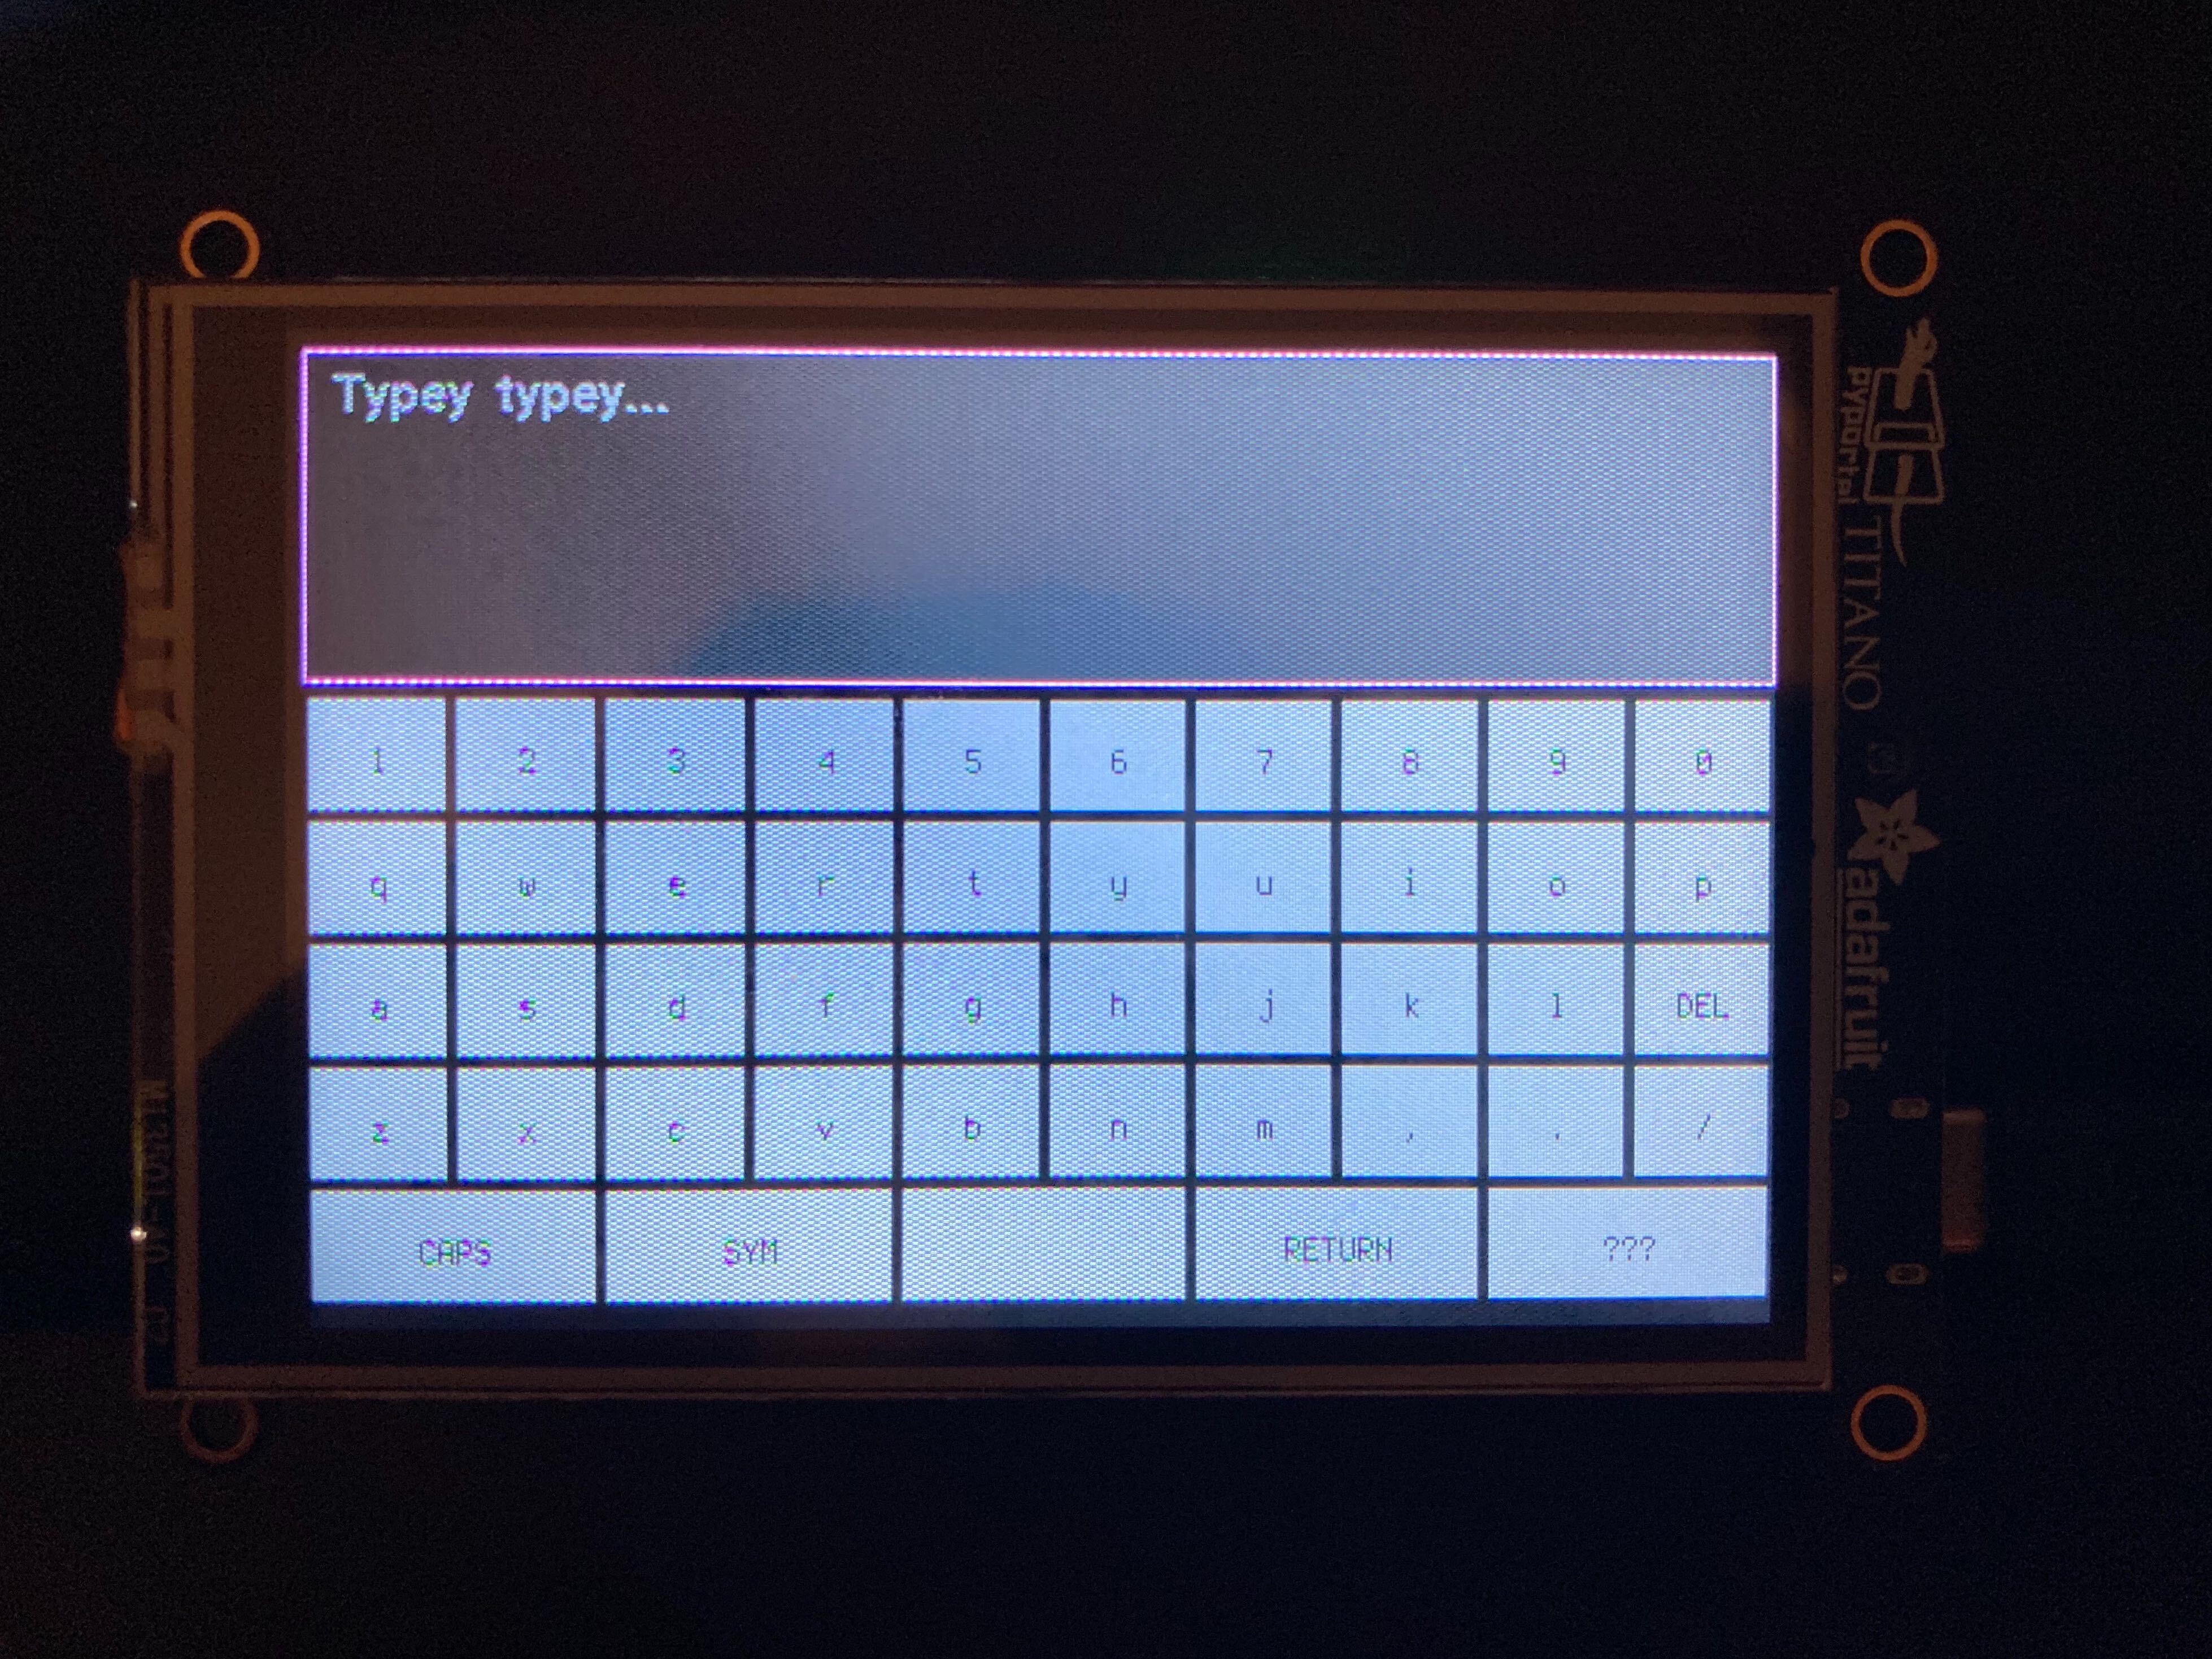 Typey typey...
1 2 3 4 5 6 7 8 9 0
q w e r t y u i o p
a s d f g h j k l DEL
z x c v b n m , . /
CAPS SYM RETURN ???
pyportal
TITANO
adafruit